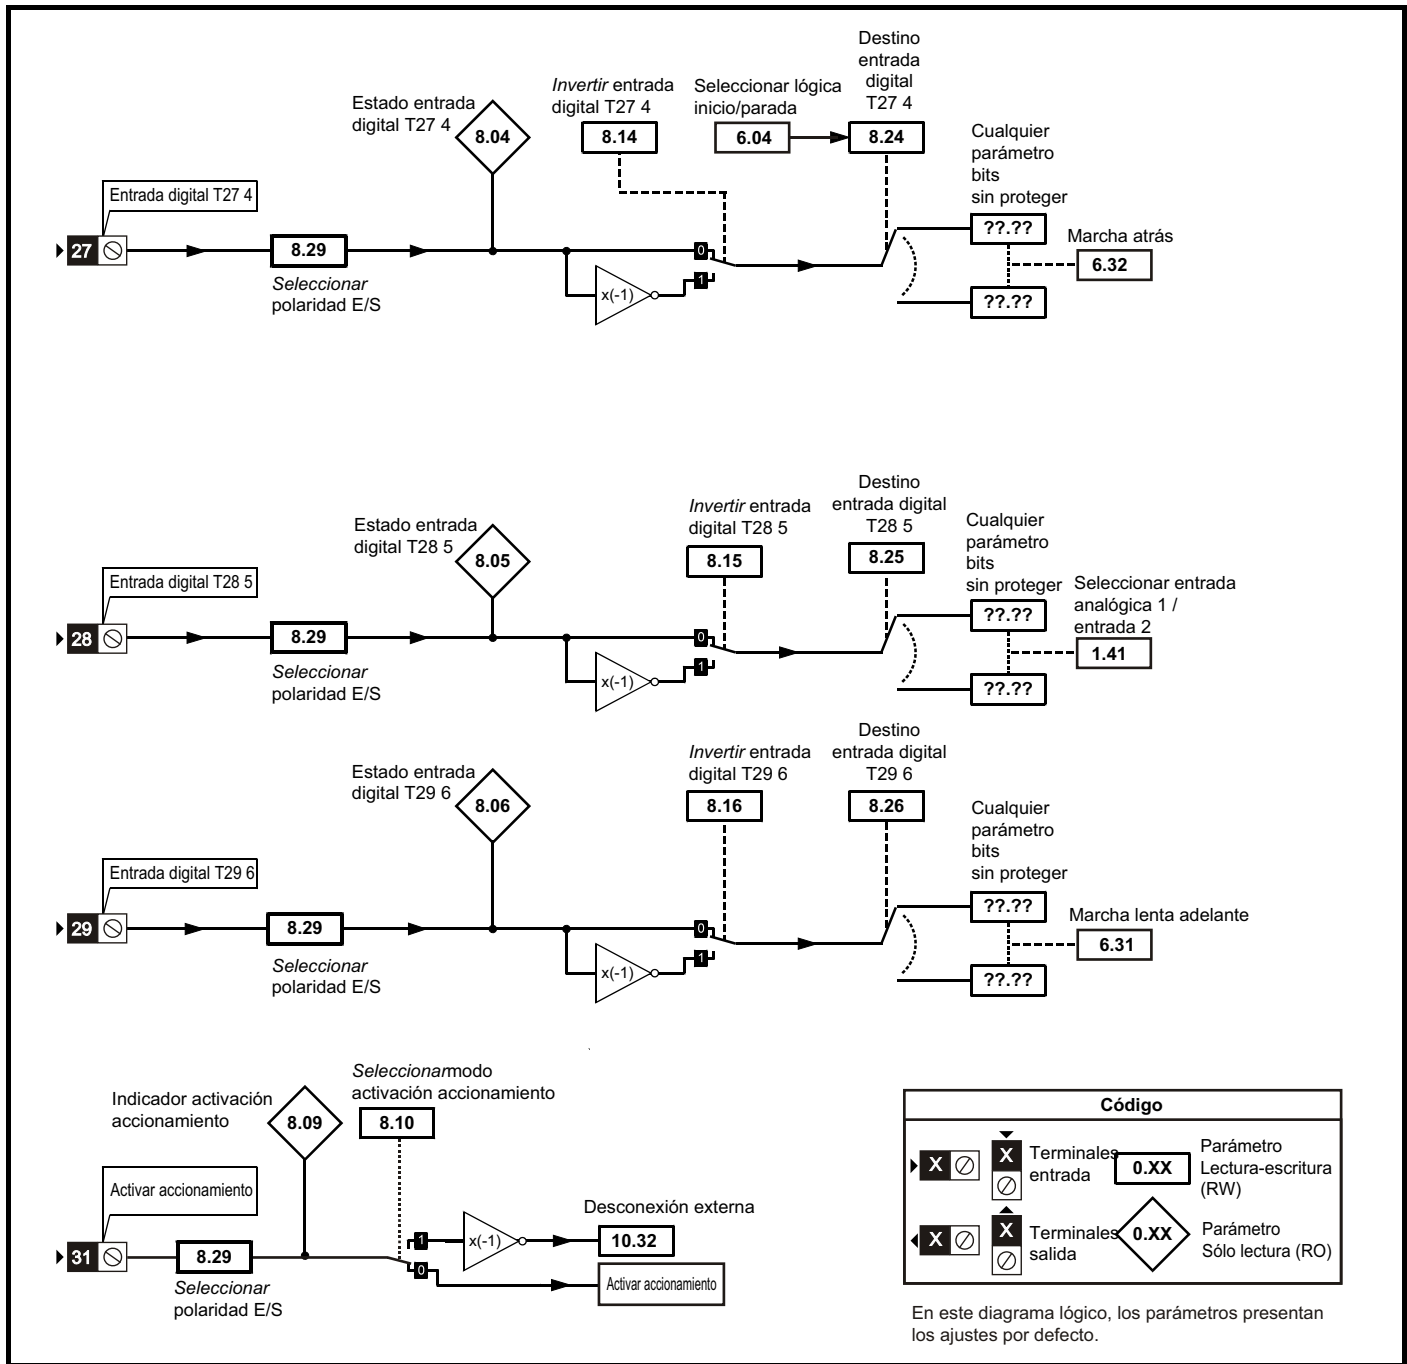 Destino
entrada
digital
T27 4
Invertir entrada
digital T27 4
Seleccionar lógica
inicio/parada
Estado entrada
digital T27 4
8.04
8.14
6.04
8.24
Cualquier
parámetro
bits
sin proteger
Entrada digital T27 4
27
8.29
Seleccionar
polaridad E/S
0
1
x(-1)
??.??
Marcha atrás
6.32
??.??
Destino
entrada digital
T28 5
Invertir entrada
digital T28 5
Estado entrada
digital T28 5
8.05
8.15
8.25
Cualquier
parámetro
bits
sin proteger
Entrada digital T28 5
28
8.29
Seleccionar
polaridad E/S
0
1
x(-1)
??.??
Seleccionar entrada
analógica 1 /
entrada 2
1.41
??.??
Destino
entrada digital
T29 6
Invertir entrada
digital T29 6
Estado entrada
digital T29 6
8.06
8.16
8.26
Cualquier
parámetro
bits
sin proteger
Entrada digital T29 6
29
8.29
Seleccionar
polaridad E/S
0
1
x(-1)
??.??
Marcha lenta adelante
6.31
??.??
Indicador activación
accionamiento
8.09
Seleccionarmodo
activación accionamiento
8.10
Activar accionamiento
31
8.29
Seleccionar
polaridad E/S
1
0
x(-1)
Desconexión externa
10.32
Activar accionamiento
Código
X
X
Terminales
entrada
0.XX
Parámetro
Lectura-escritura
(RW)
X
X
Terminales
salida
0.XX
Parámetro
Sólo lectura (RO)
En este diagrama lógico, los parámetros presentan
los ajustes por defecto.